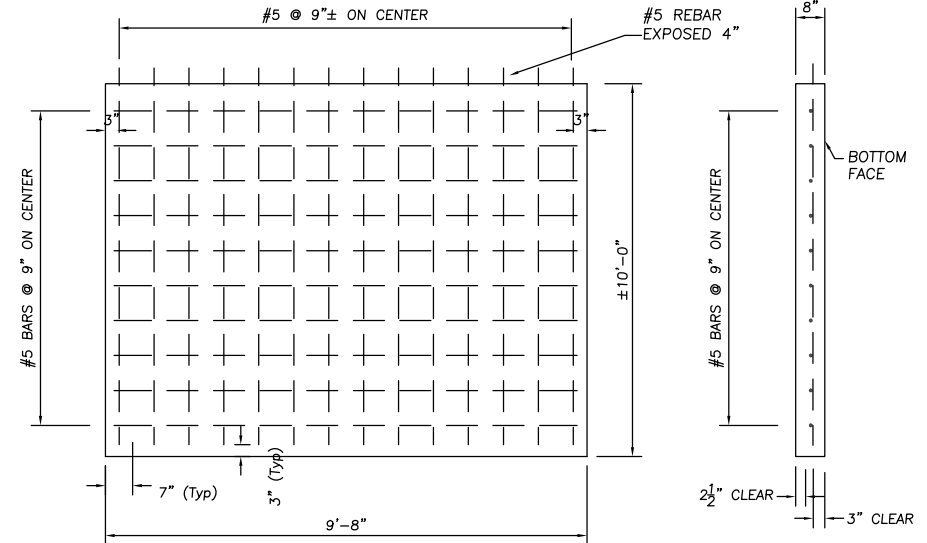 #5 @ 9"± ON CENTER
#5 REBAR
EXPOSED 4"
8"
3"
3"
#5 BARS @ 9" ON CENTER
±10'-0"
#5 BARS @ 9" ON CENTER
BOTTOM
FACE
7" (Typ)
3" (Typ)
9'-8"
2½" CLEAR
3" CLEAR